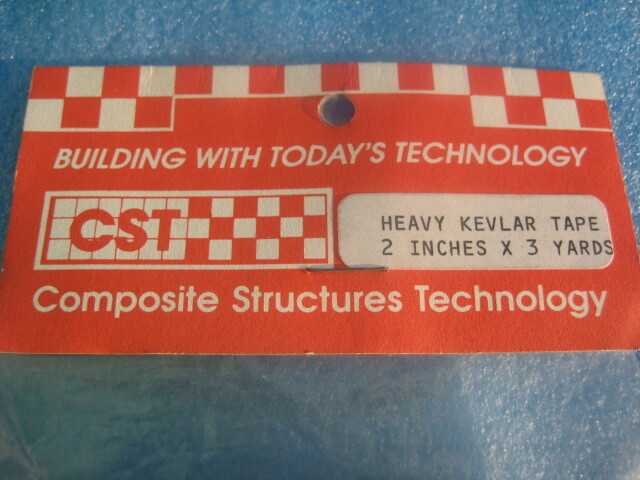 BUILDING WITH TODAY'S TECHNOLOGY
CST
HEAVY KEVLAR TAPE
2 INCHES X 3 YARDS
Composite Structures Technology